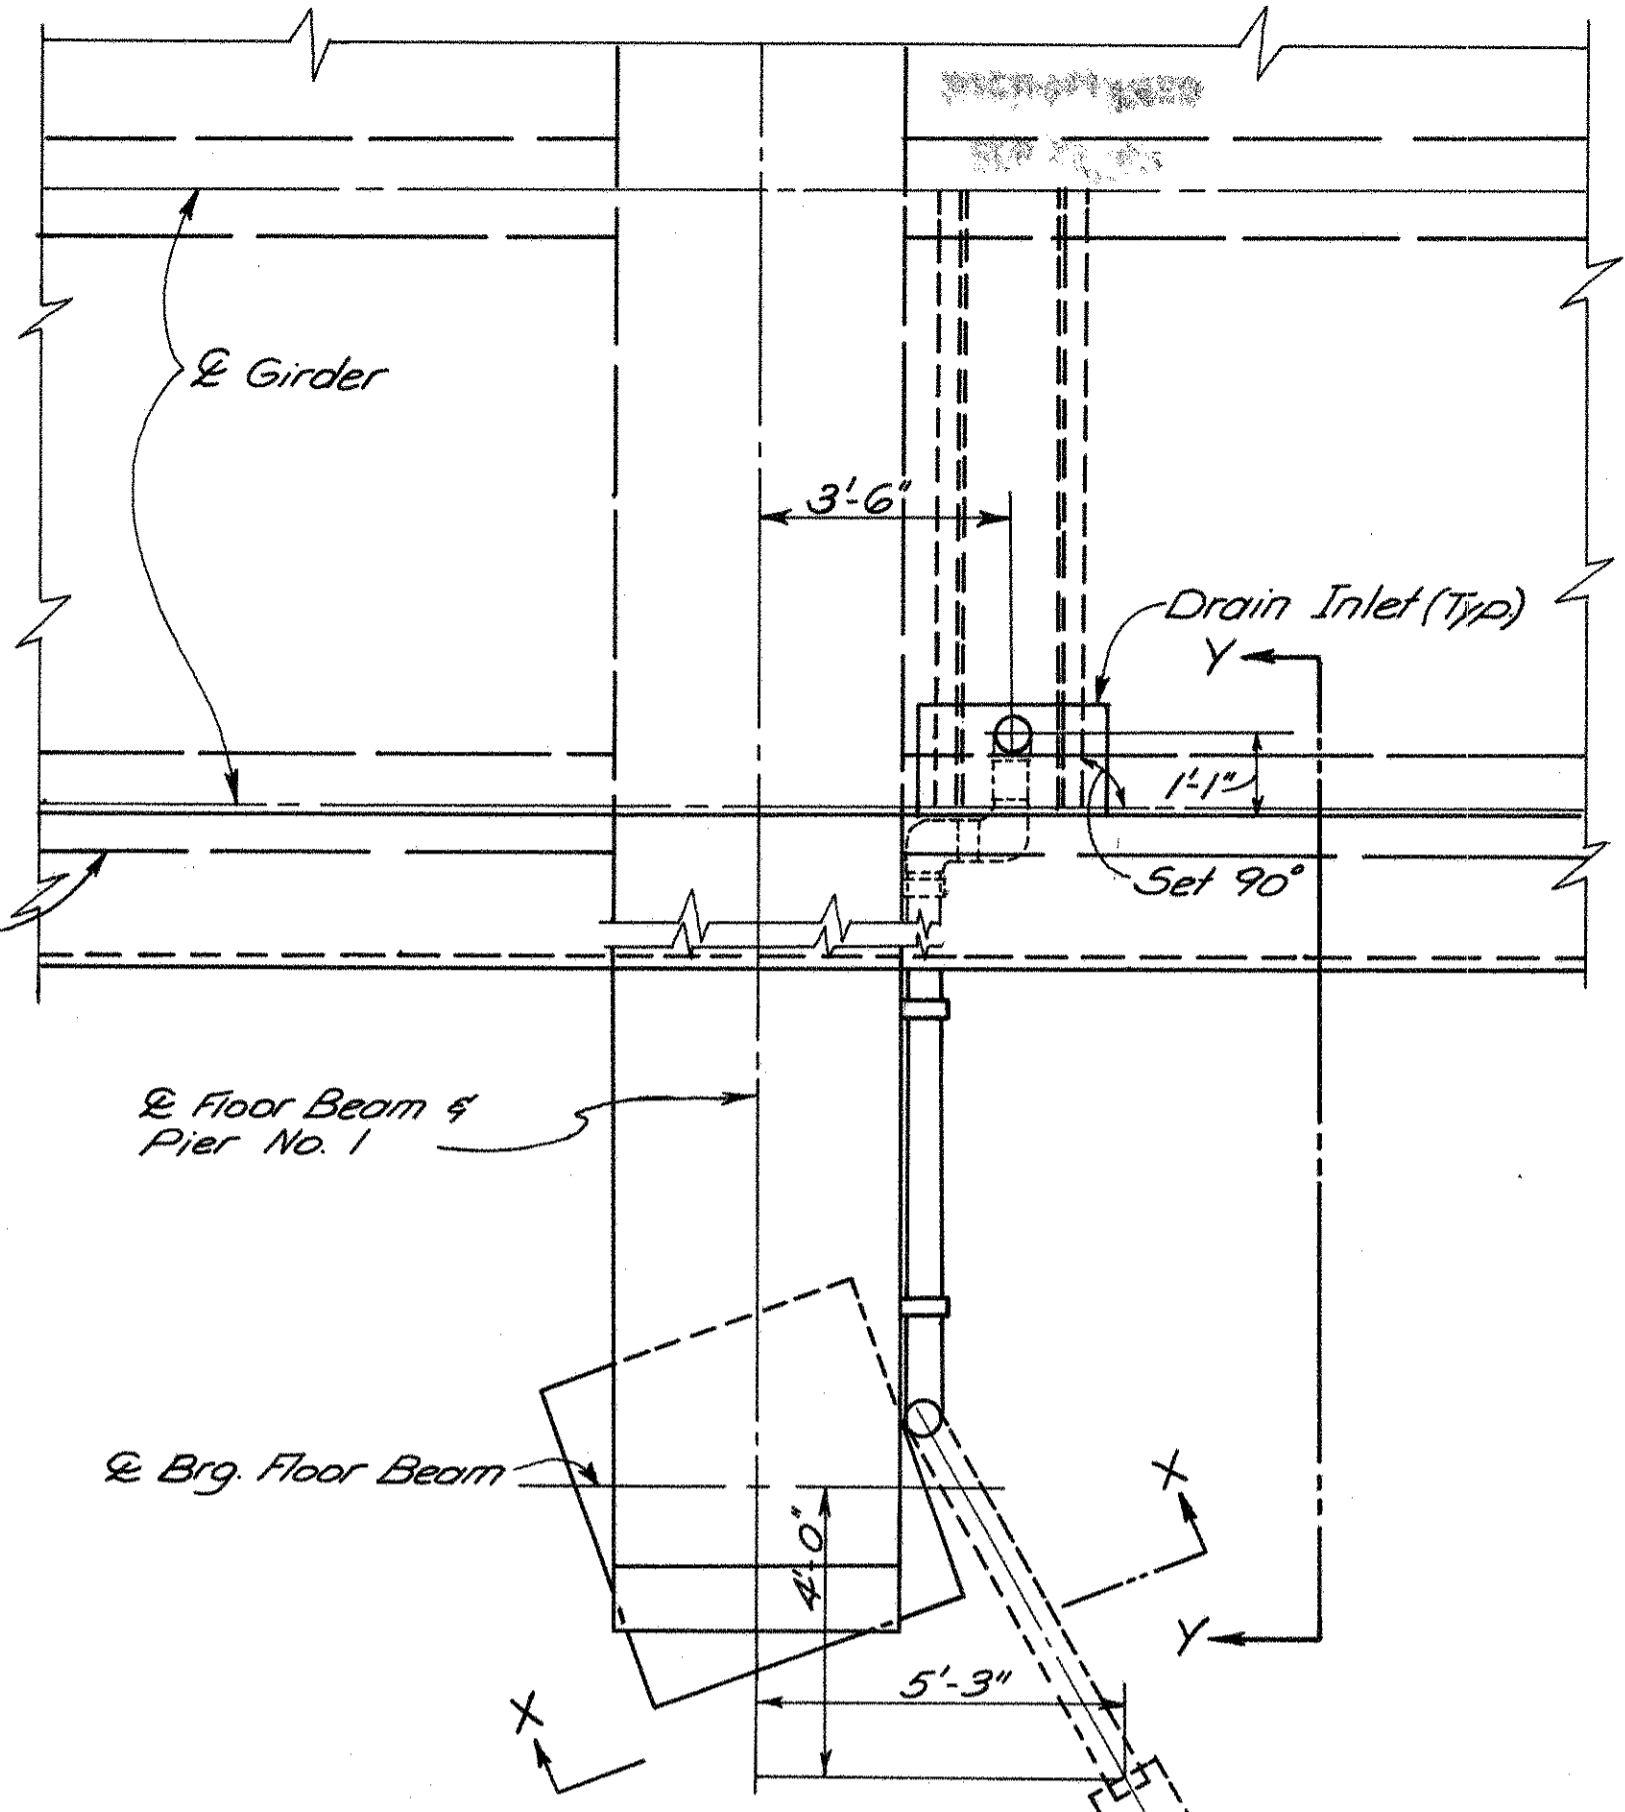 ℄ Girder
3'-6"
Drain Inlet (Typ.)
Y
1'-1"
Set 90°
℄ Floor Beam &
Pier No. 1
℄ Brg. Floor Beam
4'-0"
X
Y
5'-3"
X